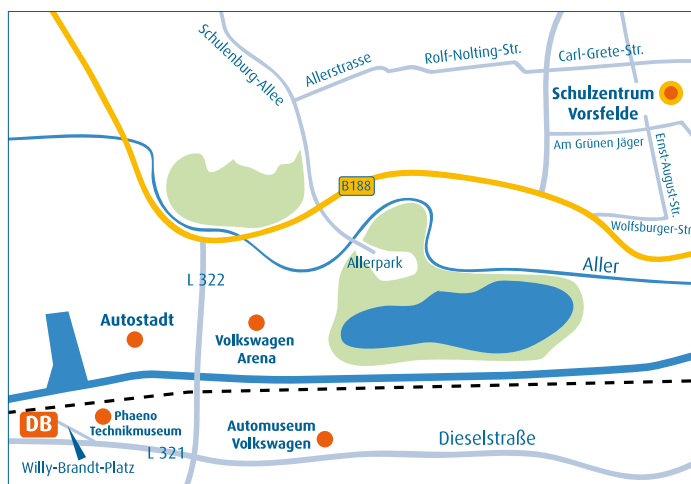 Schulenburg-Allee
Allerstrasse
Rolf-Nolting-Str.
Carl-Grete-Str.
Schulzentrum
Vorsfelde
Am Grünen Jäger
Ernst-August-Str.
B188
Wolfsburger-Str.
Allerpark
Aller
L 322
Autostadt
Volkswagen
Arena
DB
Phaeno
Technikmuseum
Automuseum
Volkswagen
Dieselstraße
L 321
Willy-Brandt-Platz